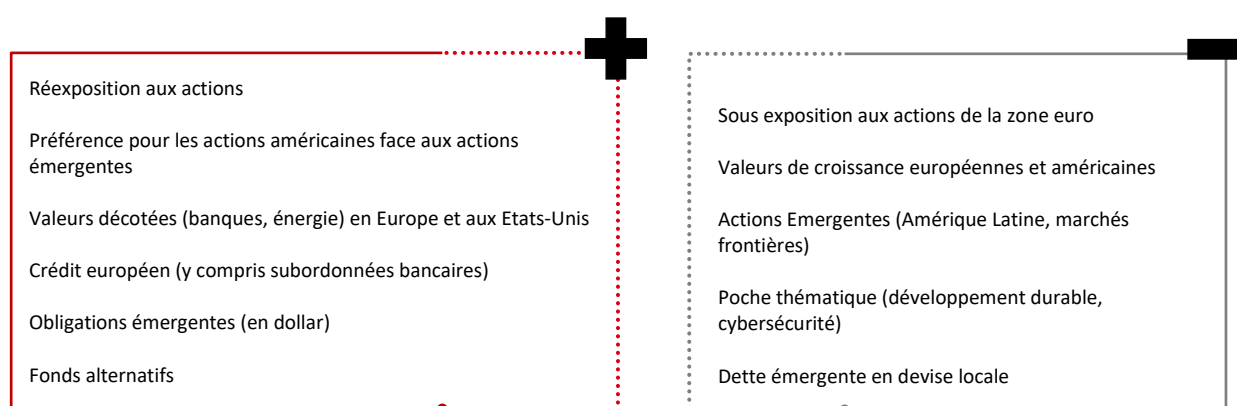 Réexposition aux actions
Préférence pour les actions américaines face aux actions
émergentes
Valeurs décotées (banques, énergie) en Europe et aux Etats-Unis
Crédit européen (y compris subordonnées bancaires)
Obligations émergentes (en dollar)
Fonds alternatifs
Sous exposition aux actions de la zone euro
Valeurs de croissance européennes et américaines
Actions Emergentes (Amérique Latine, marchés
frontières)
Poche thématique (développement durable,
cybersécurité)
Dette émergente en devise locale